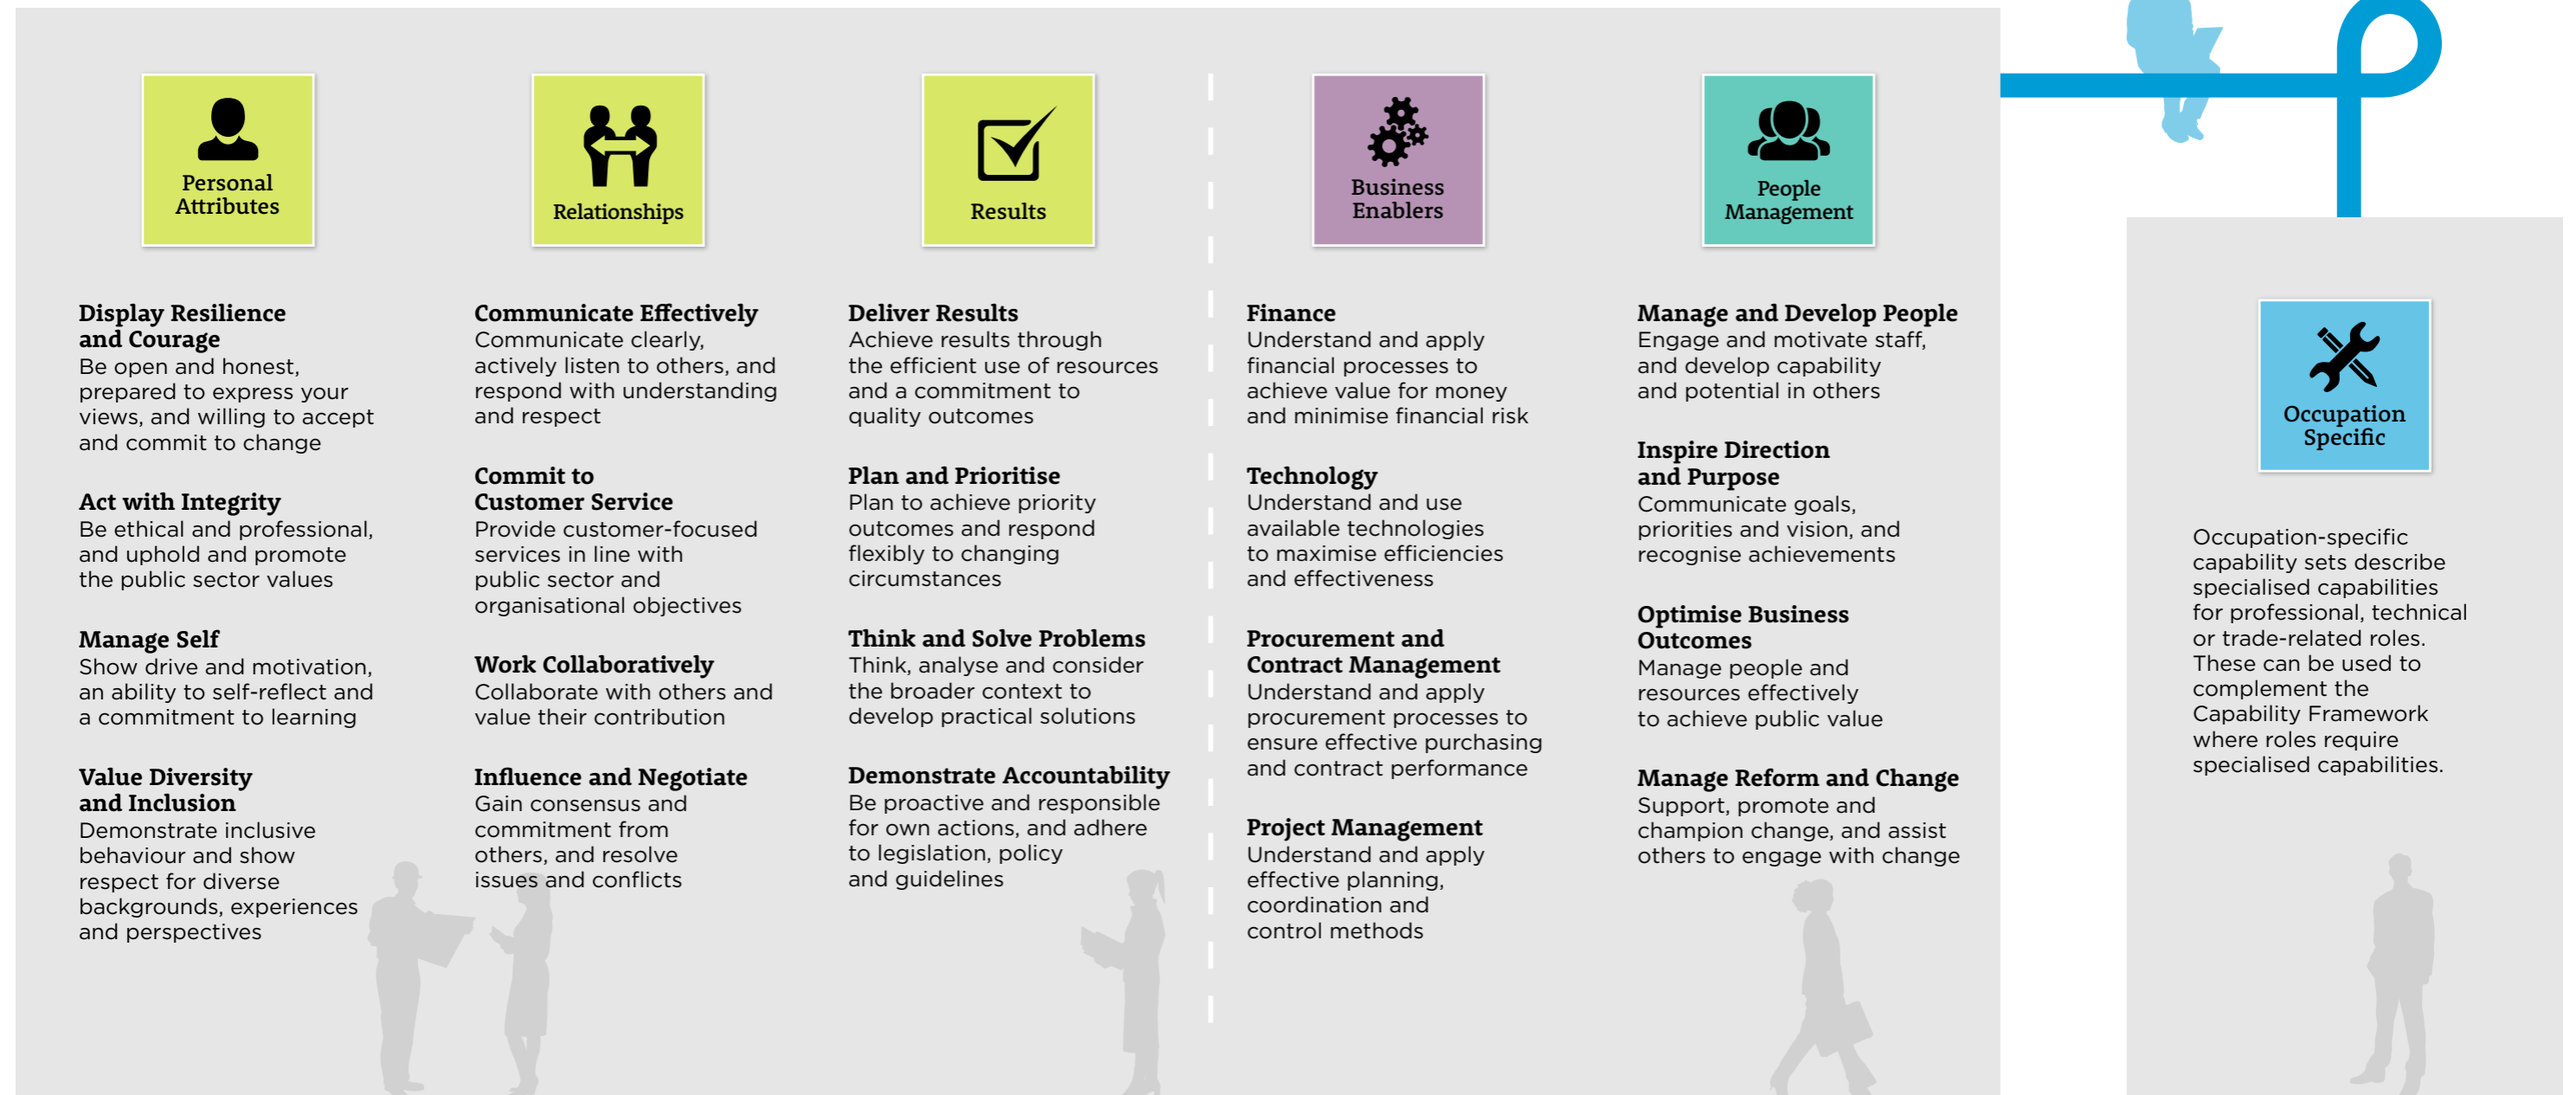 Personal
Attributes
Display Resilience
and Courage
Be open and honest,
prepared to express your
views, and willing to accept
and commit to change
Act with Integrity
Be ethical and professional,
and uphold and promote
the public sector values
Manage Self
Show drive and motivation,
an ability to self-reflect and
a commitment to learning
Value Diversity
and Inclusion
Demonstrate inclusive
behaviour and show
respect for diverse
backgrounds, experiences
and perspectives
Relationships
Communicate Effectively
Communicate clearly,
actively listen to others, and
respond with understanding
and respect
Commit to
Customer Service
Provide customer-focused
services in line with
public sector and
organisational objectives
Work Collaboratively
Collaborate with others and
value their contribution
Influence and Negotiate
Gain consensus and
commitment from
others, and resolve
issues and conflicts
Results
Deliver Results
Achieve results through
the efficient use of resources
and a commitment to
quality outcomes
Plan and Prioritise
Plan to achieve priority
outcomes and respond
flexibly to changing
circumstances
Think and Solve Problems
Think, analyse and consider
the broader context to
develop practical solutions
Demonstrate Accountability
Be proactive and responsible
for own actions, and adhere
to legislation, policy
and guidelines
Business
Enablers
Finance
Understand and apply
financial processes to
achieve value for money
and minimise financial risk
Technology
Understand and use
available technologies
to maximise efficiencies
and effectiveness
Procurement and
Contract Management
Understand and apply
procurement processes to
ensure effective purchasing
and contract performance
Project Management
Understand and apply
effective planning,
coordination and
control methods
People
Management
Manage and Develop People
Engage and motivate staff,
and develop capability
and potential in others
Inspire Direction
and Purpose
Communicate goals,
priorities and vision, and
recognise achievements
Optimise Business
Outcomes
Manage people and
resources effectively
to achieve public value
Manage Reform and Change
Support, promote and
champion change, and assist
others to engage with change
Occupation
Specific
Occupation-specific
capability sets describe
specialised capabilities
for professional, technical
or trade-related roles.
These can be used to
complement the
Capability Framework
where roles require
specialised capabilities.